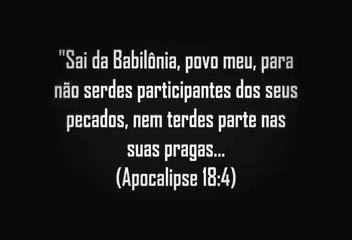 "Sai da Babilônia, povo meu, para
não serdes participantes dos seus
pecados, nem terdes parte nas
suas pragas...
(Apocalipse 18:4)